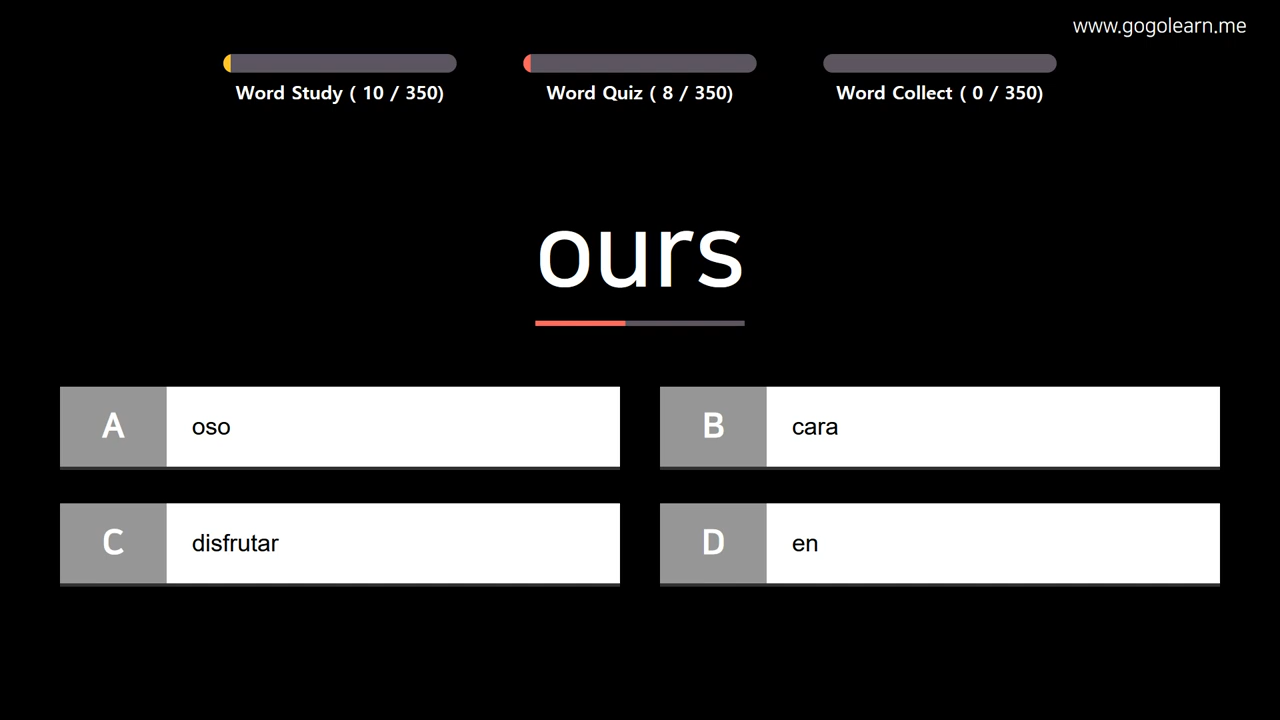 www.gogolearn.me
Word Study ( 10 / 350)
Word Quiz ( 8 / 350)
Word Collect ( 0 / 350)
ours
A oso
B cara
C disfrutar
D en